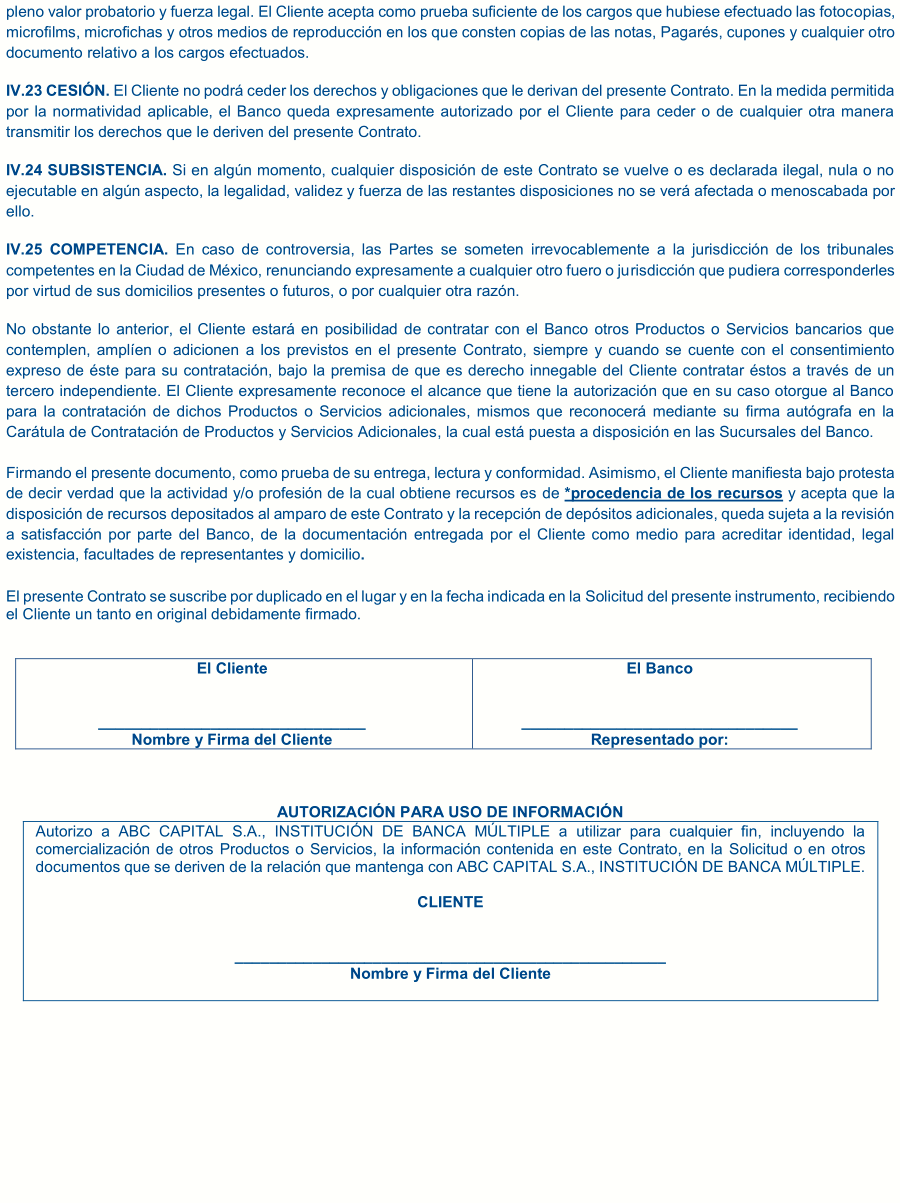 pleno valor probatorio y fuerza legal. El Cliente acepta como prueba suficiente de los cargos que hubiese efectuado las fotocopias,
microfilms, microfichas y otros medios de reproducción en los que consten copias de las notas, Pagarés, cupones y cualquier otro
documento relativo a los cargos efectuados.
IV.23 CESIÓN. El Cliente no podrá ceder los derechos y obligaciones que le derivan del presente Contrato. En la medida permitida
por la normatividad aplicable, el Banco queda expresamente autorizado por el Cliente para ceder o de cualquier otra manera
transmitir los derechos que le deriven del presente Contrato.
IV.24 SUBSISTENCIA. Si en algún momento, cualquier disposición de este Contrato se vuelve o es declarada ilegal, nula o no
ejecutable en algún aspecto, la legalidad, validez y fuerza de las restantes disposiciones no se verá afectada o menoscabada por
ello.
IV.25 COMPETENCIA. En caso de controversia, las Partes se someten irrevocablemente a la jurisdicción de los tribunales
competentes en la Ciudad de México, renunciando expresamente a cualquier otro fuero o jurisdicción que pudiera corresponderles
por virtud de sus domicilios presentes o futuros, o por cualquier otra razón.
No obstante lo anterior, el Cliente estará en posibilidad de contratar con el Banco otros Productos o Servicios bancarios que
contemplen, amplíen o adicionen a los previstos en el presente Contrato, siempre y cuando se cuente con el consentimiento
expreso de éste para su contratación, bajo la premisa de que es derecho innegable del Cliente contratar éstos a través de un
tercero independiente. El Cliente expresamente reconoce el alcance que tiene la autorización que en su caso otorgue al Banco
para la contratación de dichos Productos o Servicios adicionales, mismos que reconocerá mediante su firma autógrafa en la
Carátula de Contratación de Productos y Servicios Adicionales, la cual está puesta a disposición en las Sucursales del Banco.
Firmando el presente documento, como prueba de su entrega, lectura y conformidad. Asimismo, el Cliente manifiesta bajo protesta
de decir verdad que la actividad y/o profesión de la cual obtiene recursos es de *procedencia de los recursos y acepta que la
disposición de recursos depositados al amparo de este Contrato y la recepción de depósitos adicionales, queda sujeta a la revisión
a satisfacción por parte del Banco, de la documentación entregada por el Cliente como medio para acreditar identidad, legal
existencia, facultades de representantes y domicilio.
El presente Contrato se suscribe por duplicado en el lugar y en la fecha indicada en la Solicitud del presente instrumento, recibiendo
el Cliente un tanto en original debidamente firmado.
El Cliente
Nombre y Firma del Cliente
El Banco
Representado por:
AUTORIZACIÓN PARA USO DE INFORMACIÓN
Autorizo a ABC CAPITAL S.A., INSTITUCIÓN DE BANCA MÚLTIPLE a utilizar para cualquier fin, incluyendo la
comercialización de otros Productos o Servicios, la información contenida en este Contrato, en la Solicitud o en otros
documentos que se deriven de la relación que mantenga con ABC CAPITAL S.A., INSTITUCIÓN DE BANCA MÚLTIPLE.
CLIENTE
Nombre y Firma del Cliente